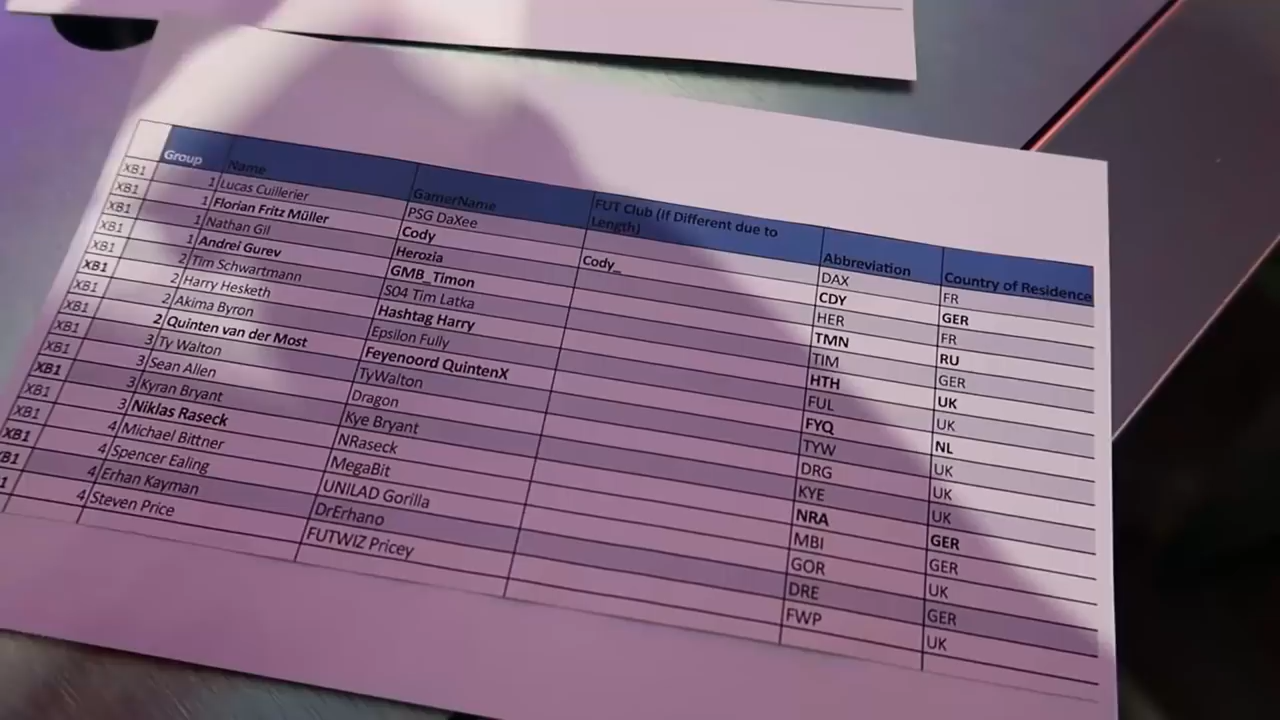 Group Name GamerName FUT Club (If Different due to Length) Abbreviation Country of Residence
XB1 1 Lucas Cuillerier PSG DaXee DAX FR
XB1 1 Florian Fritz Müller Cody Cody_ CDY GER
XB1 1 Nathan Gil Herozia HER FR
XB1 1 Andrei Gurev GMB_Timon TMN RU
XB1 2 Tim Schwartmann S04 Tim Latka TIM GER
XB1 2 Harry Hesketh Hashtag Harry HTH UK
XB1 2 Akima Byron Epsilon Fully FUL UK
XB1 2 Quinten van der Most Feyenoord QuintenX FYQ NL
XB1 3 Ty Walton TyWalton TYW UK
XB1 3 Sean Allen Dragon DRG UK
XB1 3 Kyran Bryant Kye Bryant KYE UK
XB1 3 Niklas Raseck NRaseck NRA GER
XB1 4 Michael Bittner MegaBit MBI GER
XB1 4 Spencer Ealing UNILAD Gorilla GOR UK
B1 4 Erhan Kayman DrErhano DRE GER
1 4 Steven Price FUTWIZ Pricey FWP UK